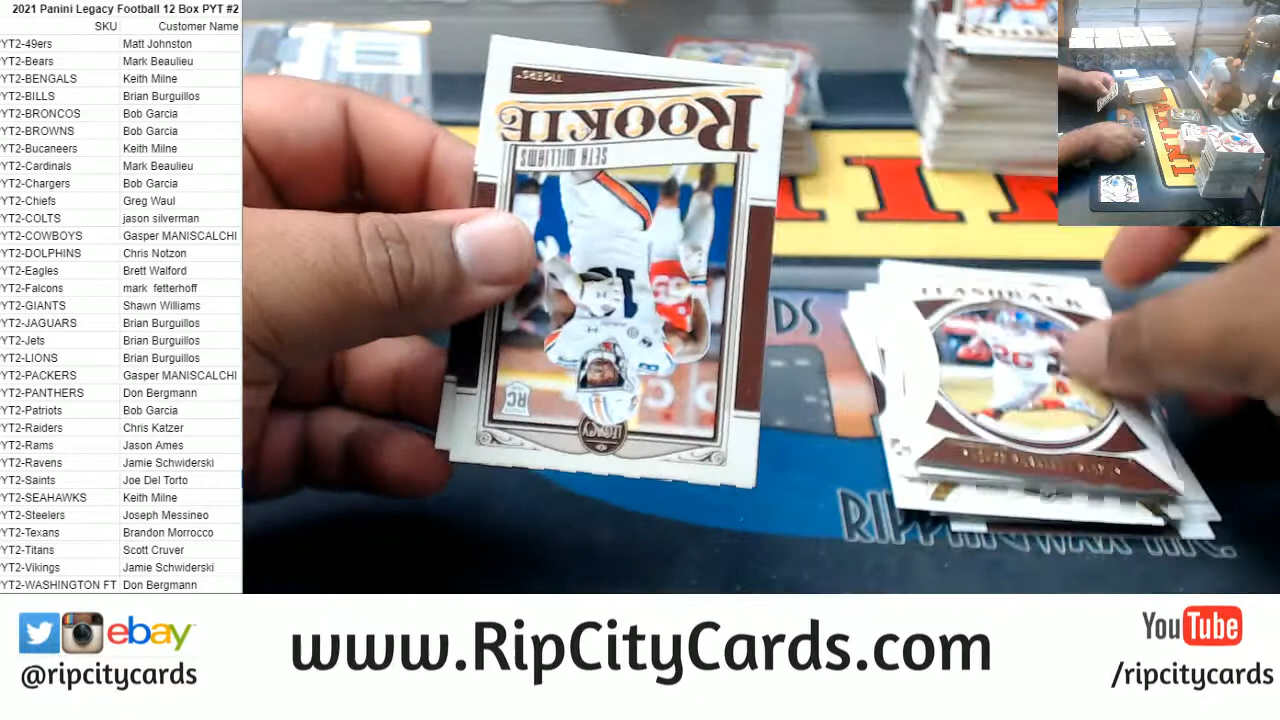 2021 Panini Legacy Football 12 Box PYT #2
SKU Customer Name
YT2-49ers Matt Johnston
YT2-Bears Mark Beaulieu
YT2-BENGALS Keith Milne
YT2-BILLS Brian Burguillos
YT2-BRONCOS Bob Garcia
YT2-BROWNS Bob Garcia
YT2-Bucaneers Keith Milne
YT2-Cardinals Mark Beaulieu
YT2-Chargers Bob Garcia
YT2-Chiefs Greg Waul
YT2-COLTS jason silverman
YT2-COWBOYS Gasper MANISCALCHI
YT2-DOLPHINS Chris Notzon
YT2-Eagles Brett Walford
YT2-Falcons mark fetterhoff
YT2-GIANTS Shawn Williams
YT2-JAGUARS Brian Burguillos
YT2-Jets Brian Burguillos
YT2-LIONS Brian Burguillos
YT2-PACKERS Gasper MANISCALCHI
YT2-PANTHERS Don Bergmann
YT2-Patriots Bob Garcia
YT2-Raiders Chris Katzer
YT2-Rams Jason Ames
YT2-Ravens Jamie Schwiderski
YT2-Saints Joe Del Torto
YT2-SEAHAWKS Keith Milne
YT2-Steelers Joseph Messineo
YT2-Texans Brandon Morrocco
YT2-Titans Scott Cruver
YT2-Vikings Jamie Schwiderski
YT2-WASHINGTON FT Don Bergmann
TIGERS
ROOKIE
SETH WILLIAMS
18
RC
LEGACY
FLASHBACK
26
DS
RIPPINGWAX INC.
ebay
@ripcitycards
www.RipCityCards.com
YouTube
/ripcitycards